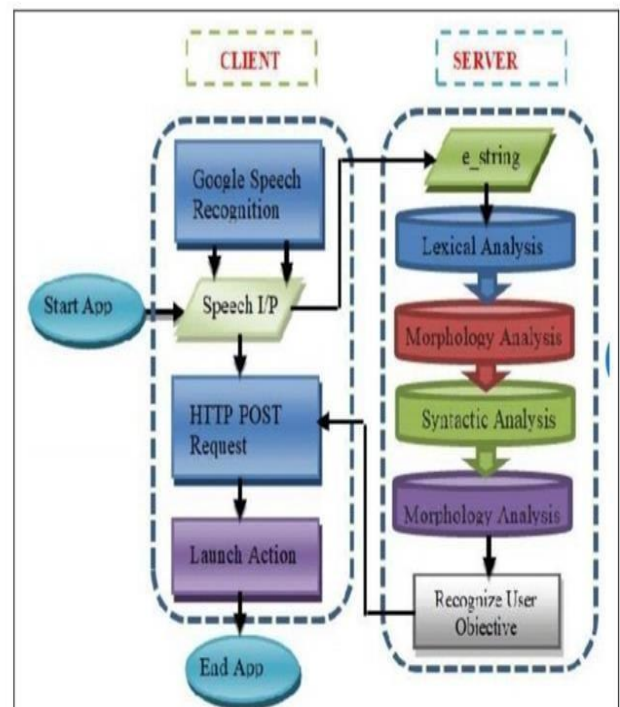 CLIENT
SERVER
Google Speech
Recognition
e_string
Lexical Analysis
Start App
Speech I/P
Morphology Analysis
HTTP POST
Request
Syntactic Analysis
Morphology Analysis
Launch Action
Recognize User
Objective
End App